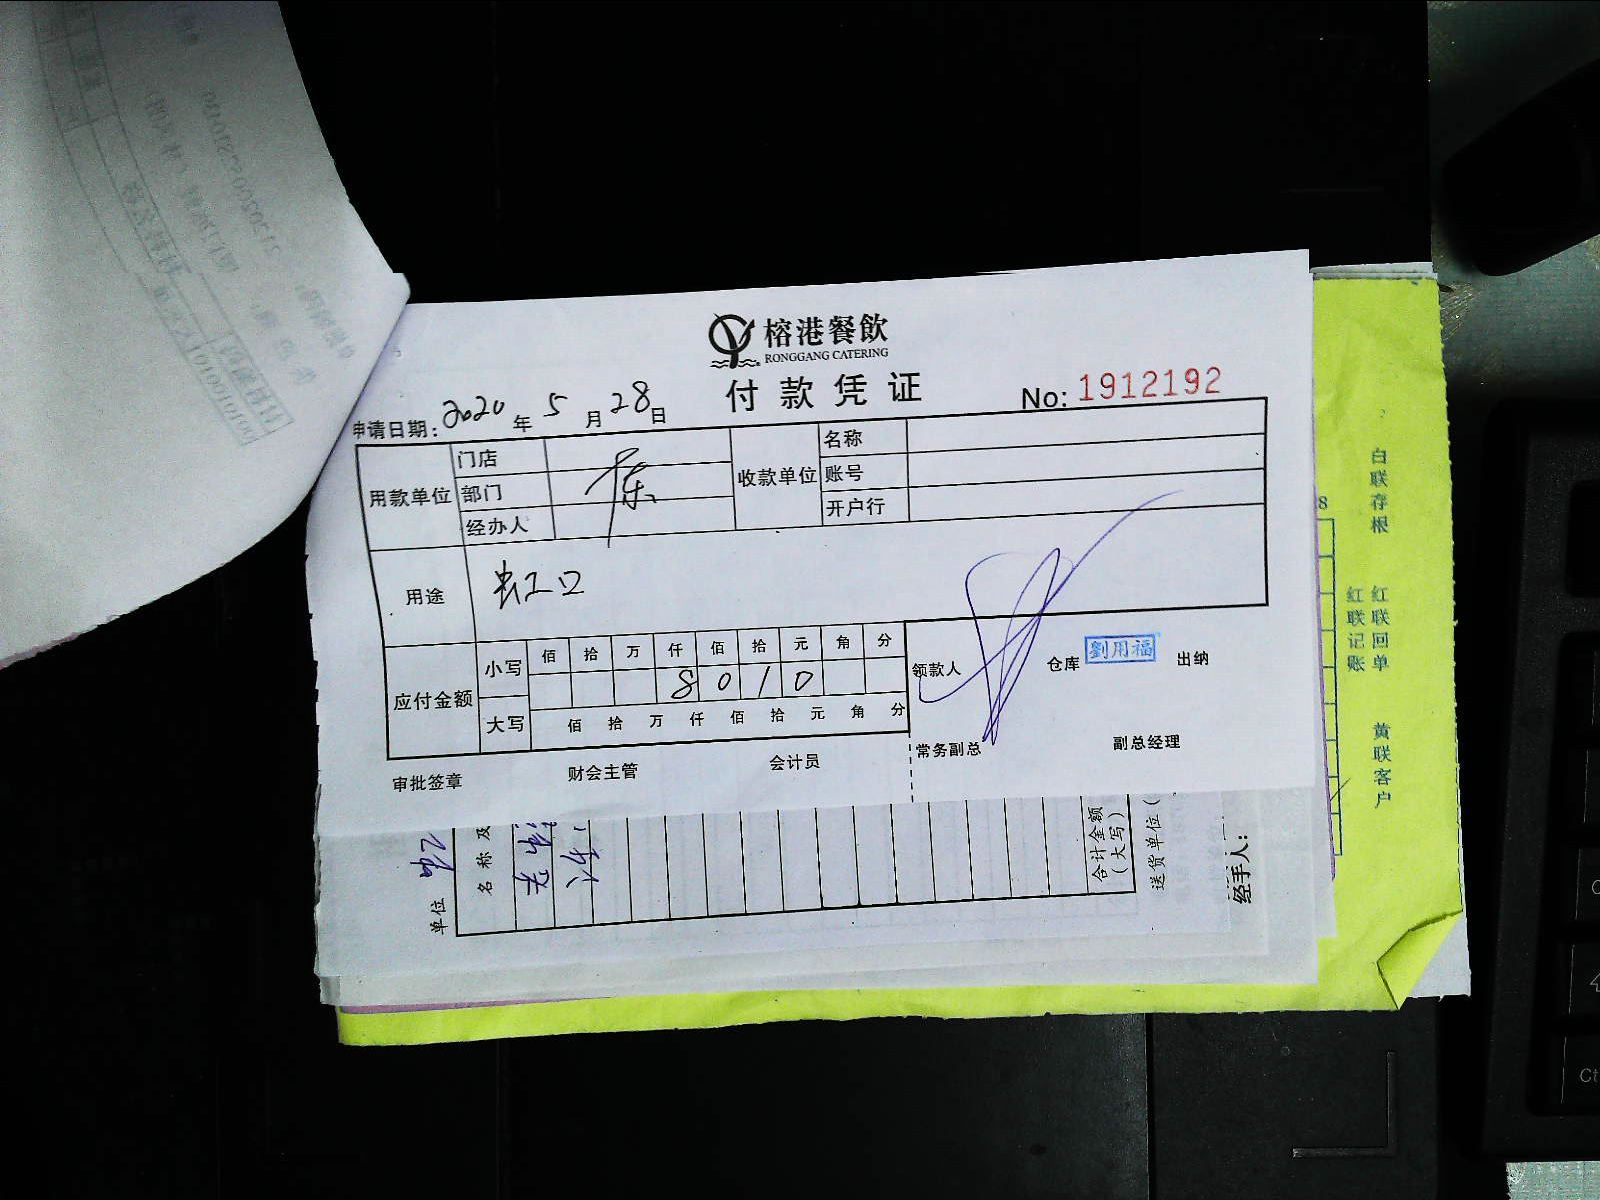 榕港餐飲
RONGGANG CATERING
付款凭证
No: 1912192
申请日期: 2020 年 5 月 28 日
用款单位
门店
部门
经办人
收款单位
名称
账号
开户行
用途
虹口
应付金额
小写
佰 拾 万 仟 佰 拾 元 角 分
8 0 1 0
大写
佰 拾 万 仟 佰 拾 元 角 分
领款人
仓库
劉用福
出纳
常务副总
副总经理
审批签章
财会主管
会计员
单位
名称及
合计金额
(大写)
送货单位(
经手人:
8
白联存根
红联回单
红联记账
黄联客户